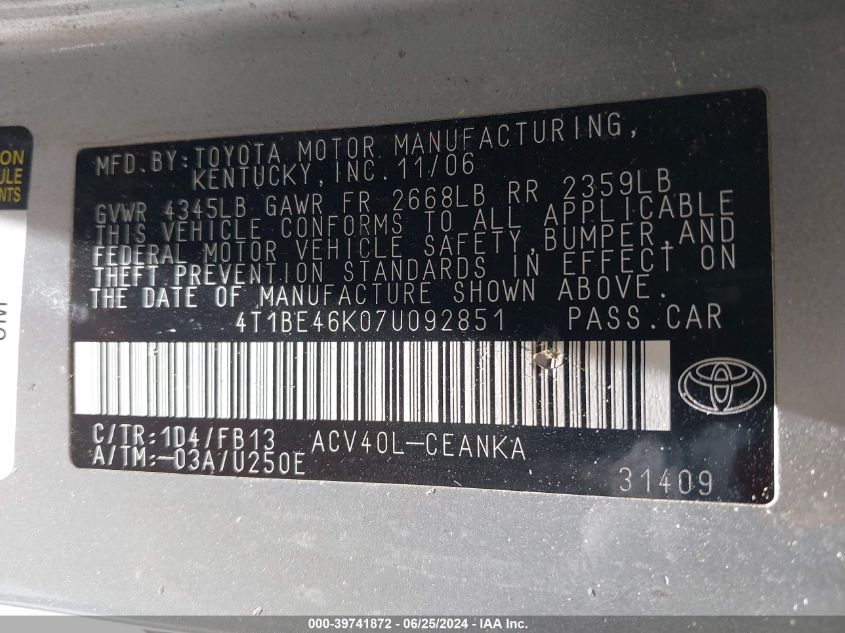 MFD. BY: TOYOTA MOTOR MANUFACTURING,
KENTUCKY, INC. 11/06
GVWR 4345LB GAWR FR 2668LB RR 2359LB
THIS VEHICLE CONFORMS TO ALL APPLICABLE
FEDERAL MOTOR VEHICLE SAFETY, BUMPER, AND
THEFT PREVENTION STANDARDS IN EFFECT ON
THE DATE OF MANUFACTURE SHOWN ABOVE.
4T1BE46K07U092851 PASS. CAR
C/TR: 1D4/FB13 ACV40L-CEANKA
A/TM: -03A/U250E
31409
000-39741872 - 06/25/2024 - IAA Inc.